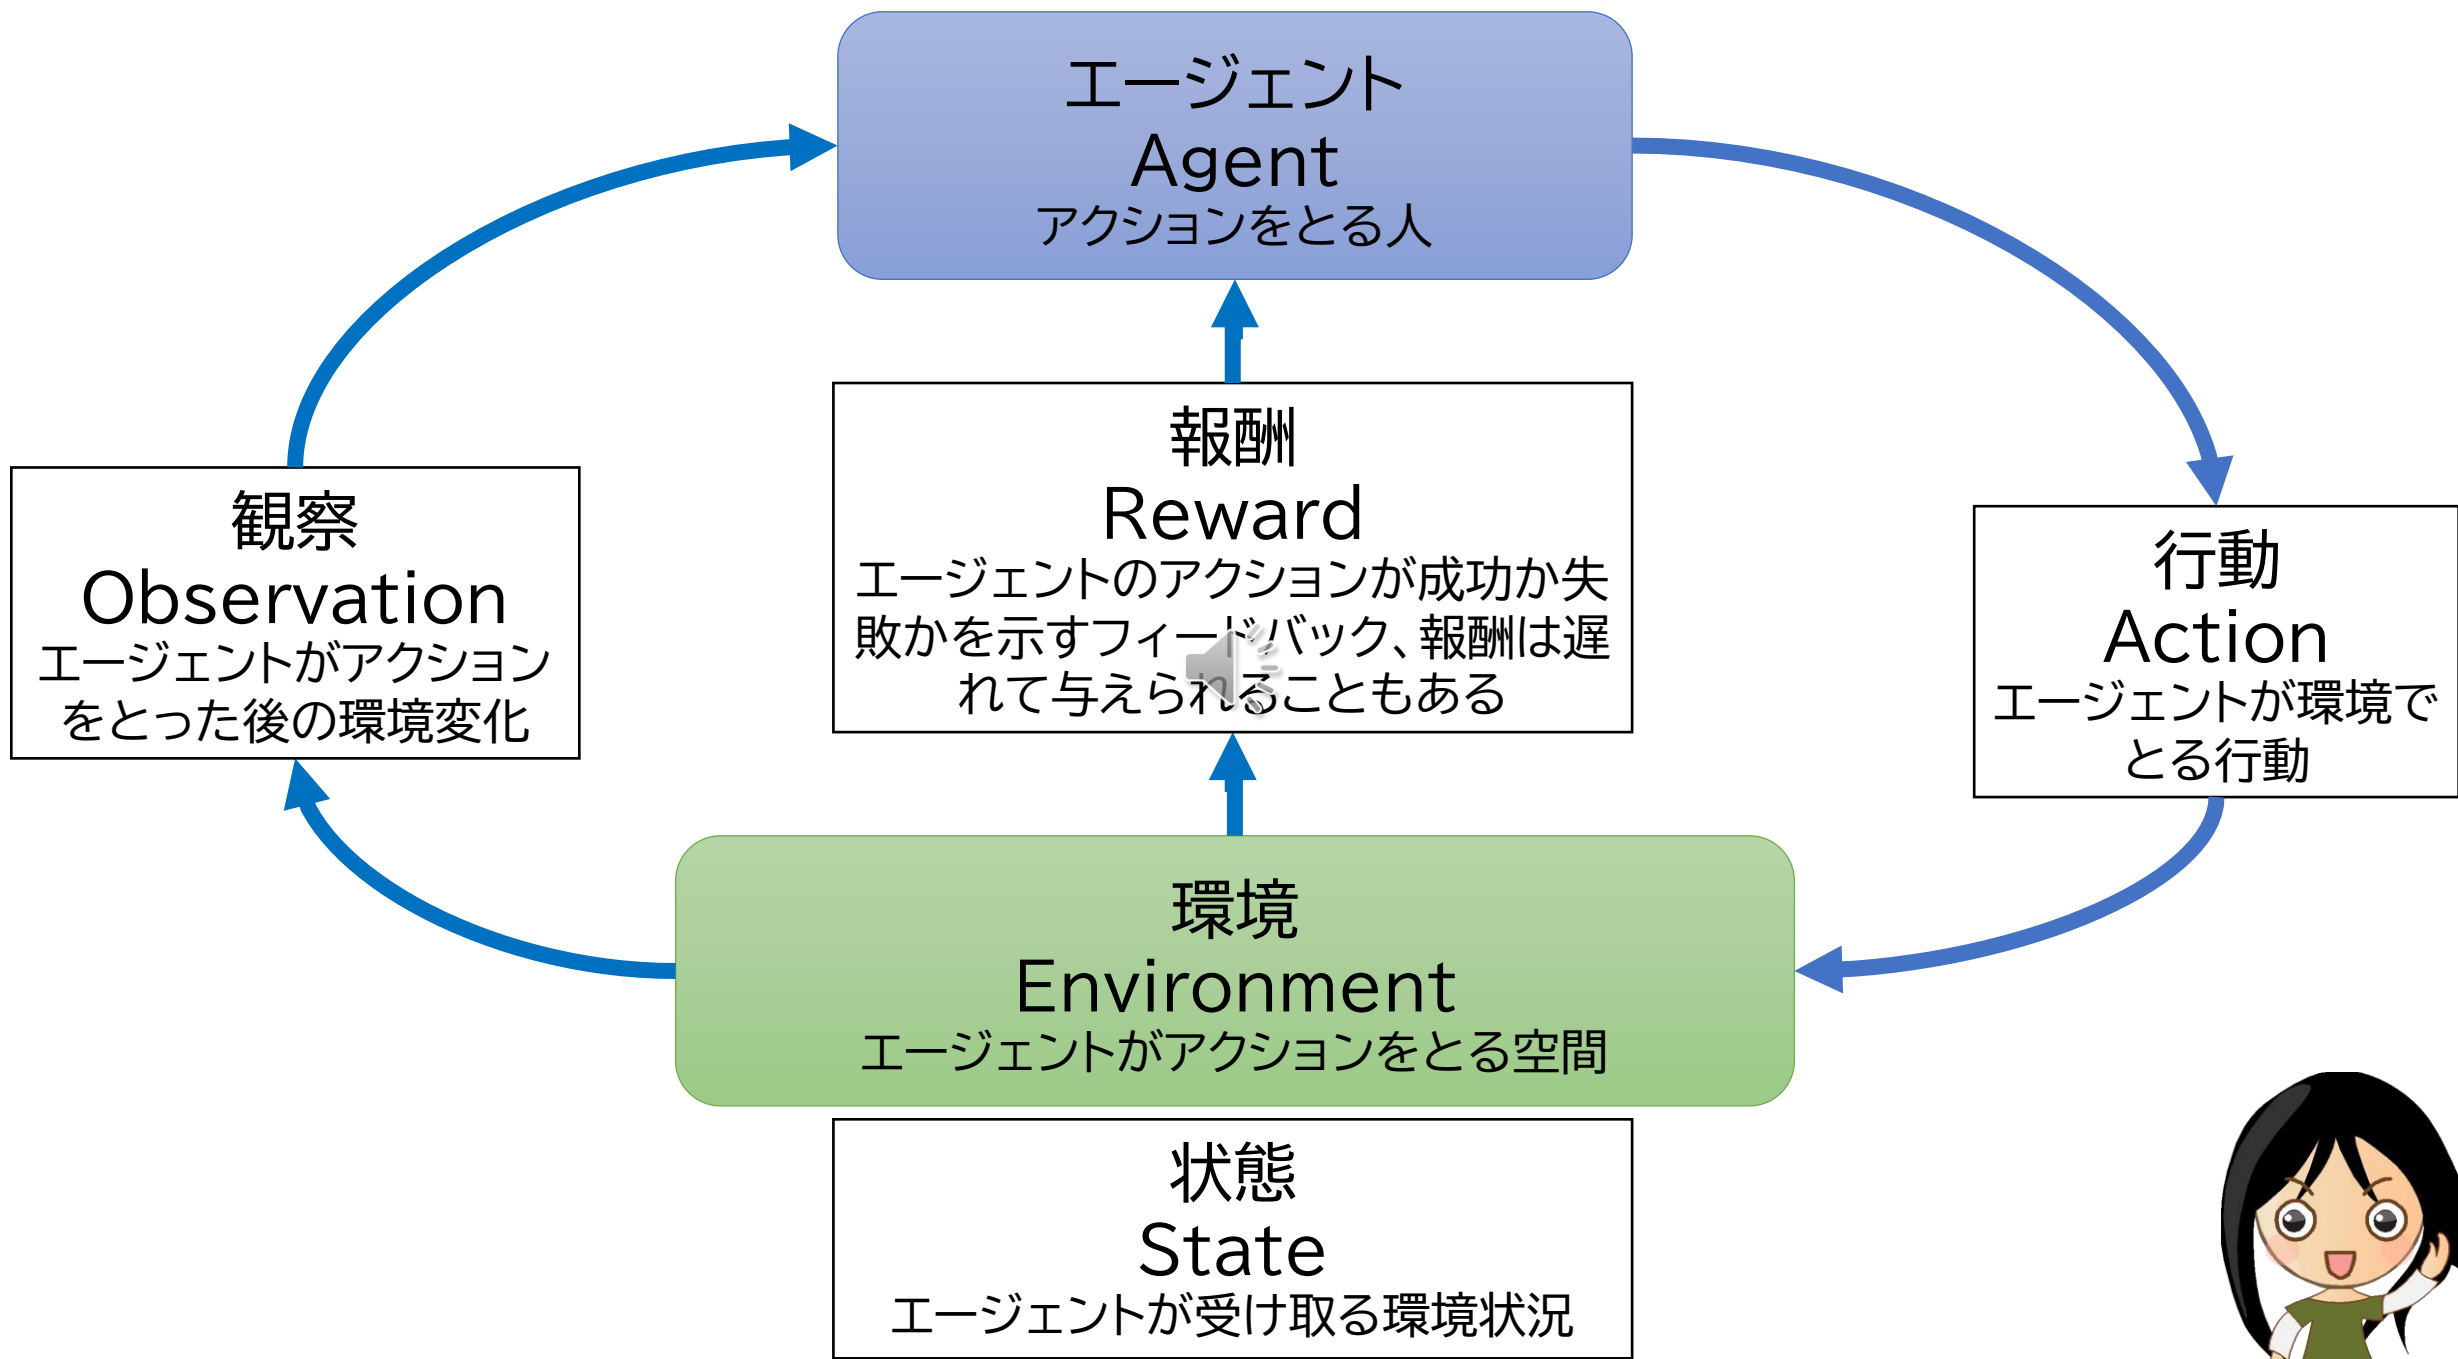 エージェント
Agent
アクションをとる人
観察
Observation
エージェントがアクション
をとった後の環境変化
報酬
Reward
エージェントのアクションが成功か失
敗かを示すフィードバック、報酬は遅
れて与えられることもある
行動
Action
エージェントが環境で
とる行動
環境
Environment
エージェントがアクションをとる空間
状態
State
エージェントが受け取る環境状況